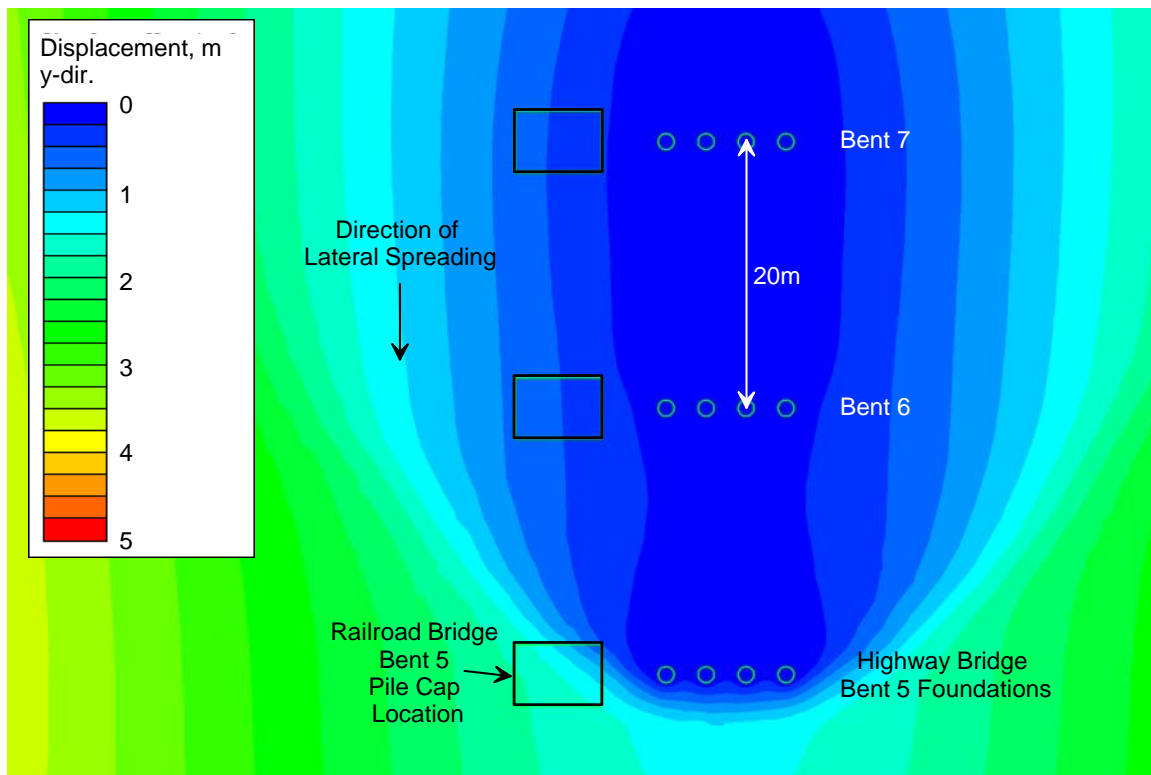 Displacement, m
y-dir.
0
1
2
3
4
5
Bent 7
Direction of
Lateral Spreading
20m
Bent 6
Railroad Bridge
Bent 5
Pile Cap
Location
Highway Bridge
Bent 5 Foundations